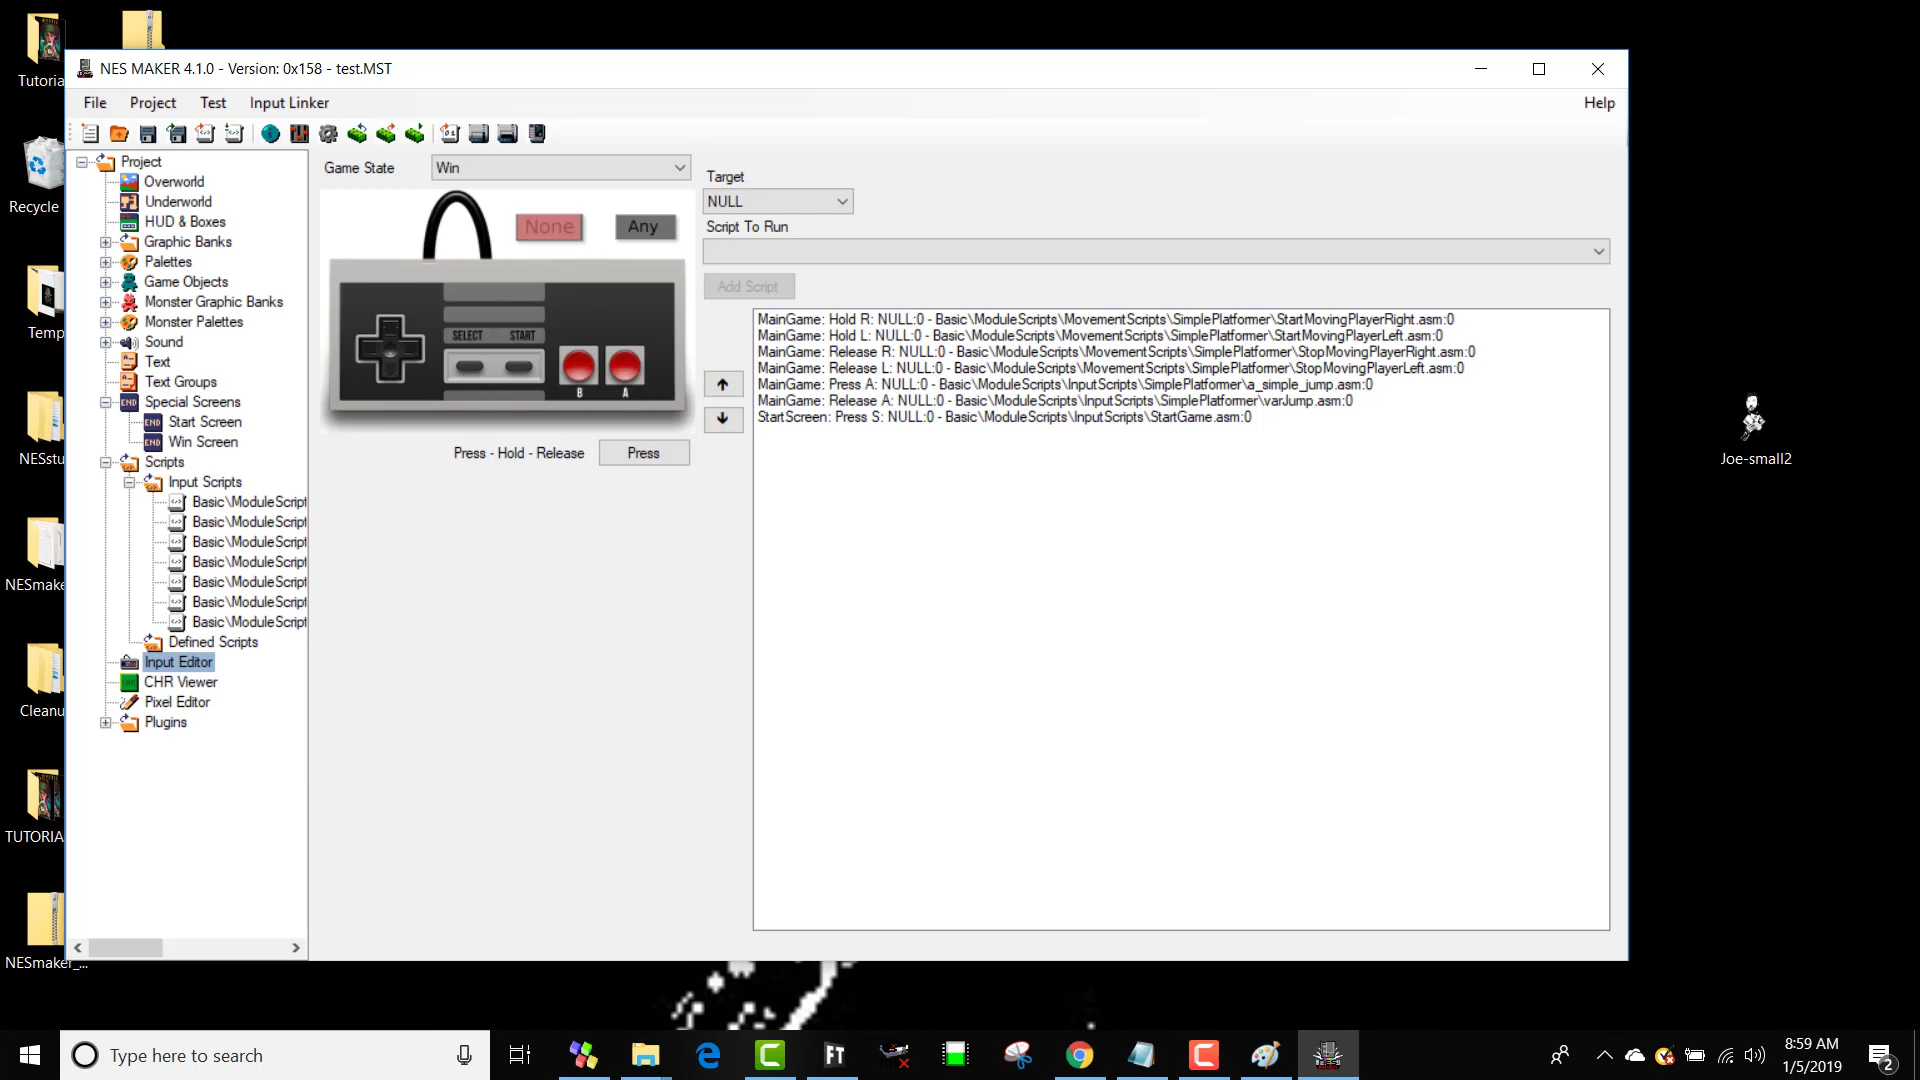 Tutoria
Recycle
Temp
NESstu
NESmake
Cleanu
TUTORIA
NESmaker_...
Joe-small2
NES MAKER 4.1.0 - Version: 0x158 - test.MST
File Project Test Input Linker Help
Project
Overworld
Underworld
HUD & Boxes
Graphic Banks
Palettes
Game Objects
Monster Graphic Banks
Monster Palettes
Sound
Text
Text Groups
END Special Screens
END Start Screen
END Win Screen
Scripts
Input Scripts
Basic\ModuleScript
Basic\ModuleScript
Basic\ModuleScript
Basic\ModuleScript
Basic\ModuleScript
Basic\ModuleScript
Basic\ModuleScript
Defined Scripts
Input Editor
CHR Viewer
Pixel Editor
Plugins
Game State Win
None Any
SELECT START
B A
Press - Hold - Release Press
Target
NULL
Script To Run
Add Script
MainGame: Hold R: NULL:0 - Basic\ModuleScripts\MovementScripts\SimplePlatformer\StartMovingPlayerRight.asm:0
MainGame: Hold L: NULL:0 - Basic\ModuleScripts\MovementScripts\SimplePlatformer\StartMovingPlayerLeft.asm:0
MainGame: Release R: NULL:0 - Basic\ModuleScripts\MovementScripts\SimplePlatformer\StopMovingPlayerRight.asm:0
MainGame: Release L: NULL:0 - Basic\ModuleScripts\MovementScripts\SimplePlatformer\StopMovingPlayerLeft.asm:0
MainGame: Press A: NULL:0 - Basic\ModuleScripts\InputScripts\SimplePlatformer\a_simple_jump.asm:0
MainGame: Release A: NULL:0 - Basic\ModuleScripts\InputScripts\SimplePlatformer\varJump.asm:0
StartScreen: Press S: NULL:0 - Basic\ModuleScripts\InputScripts\StartGame.asm:0
Type here to search
FT
8:59 AM
1/5/2019
2